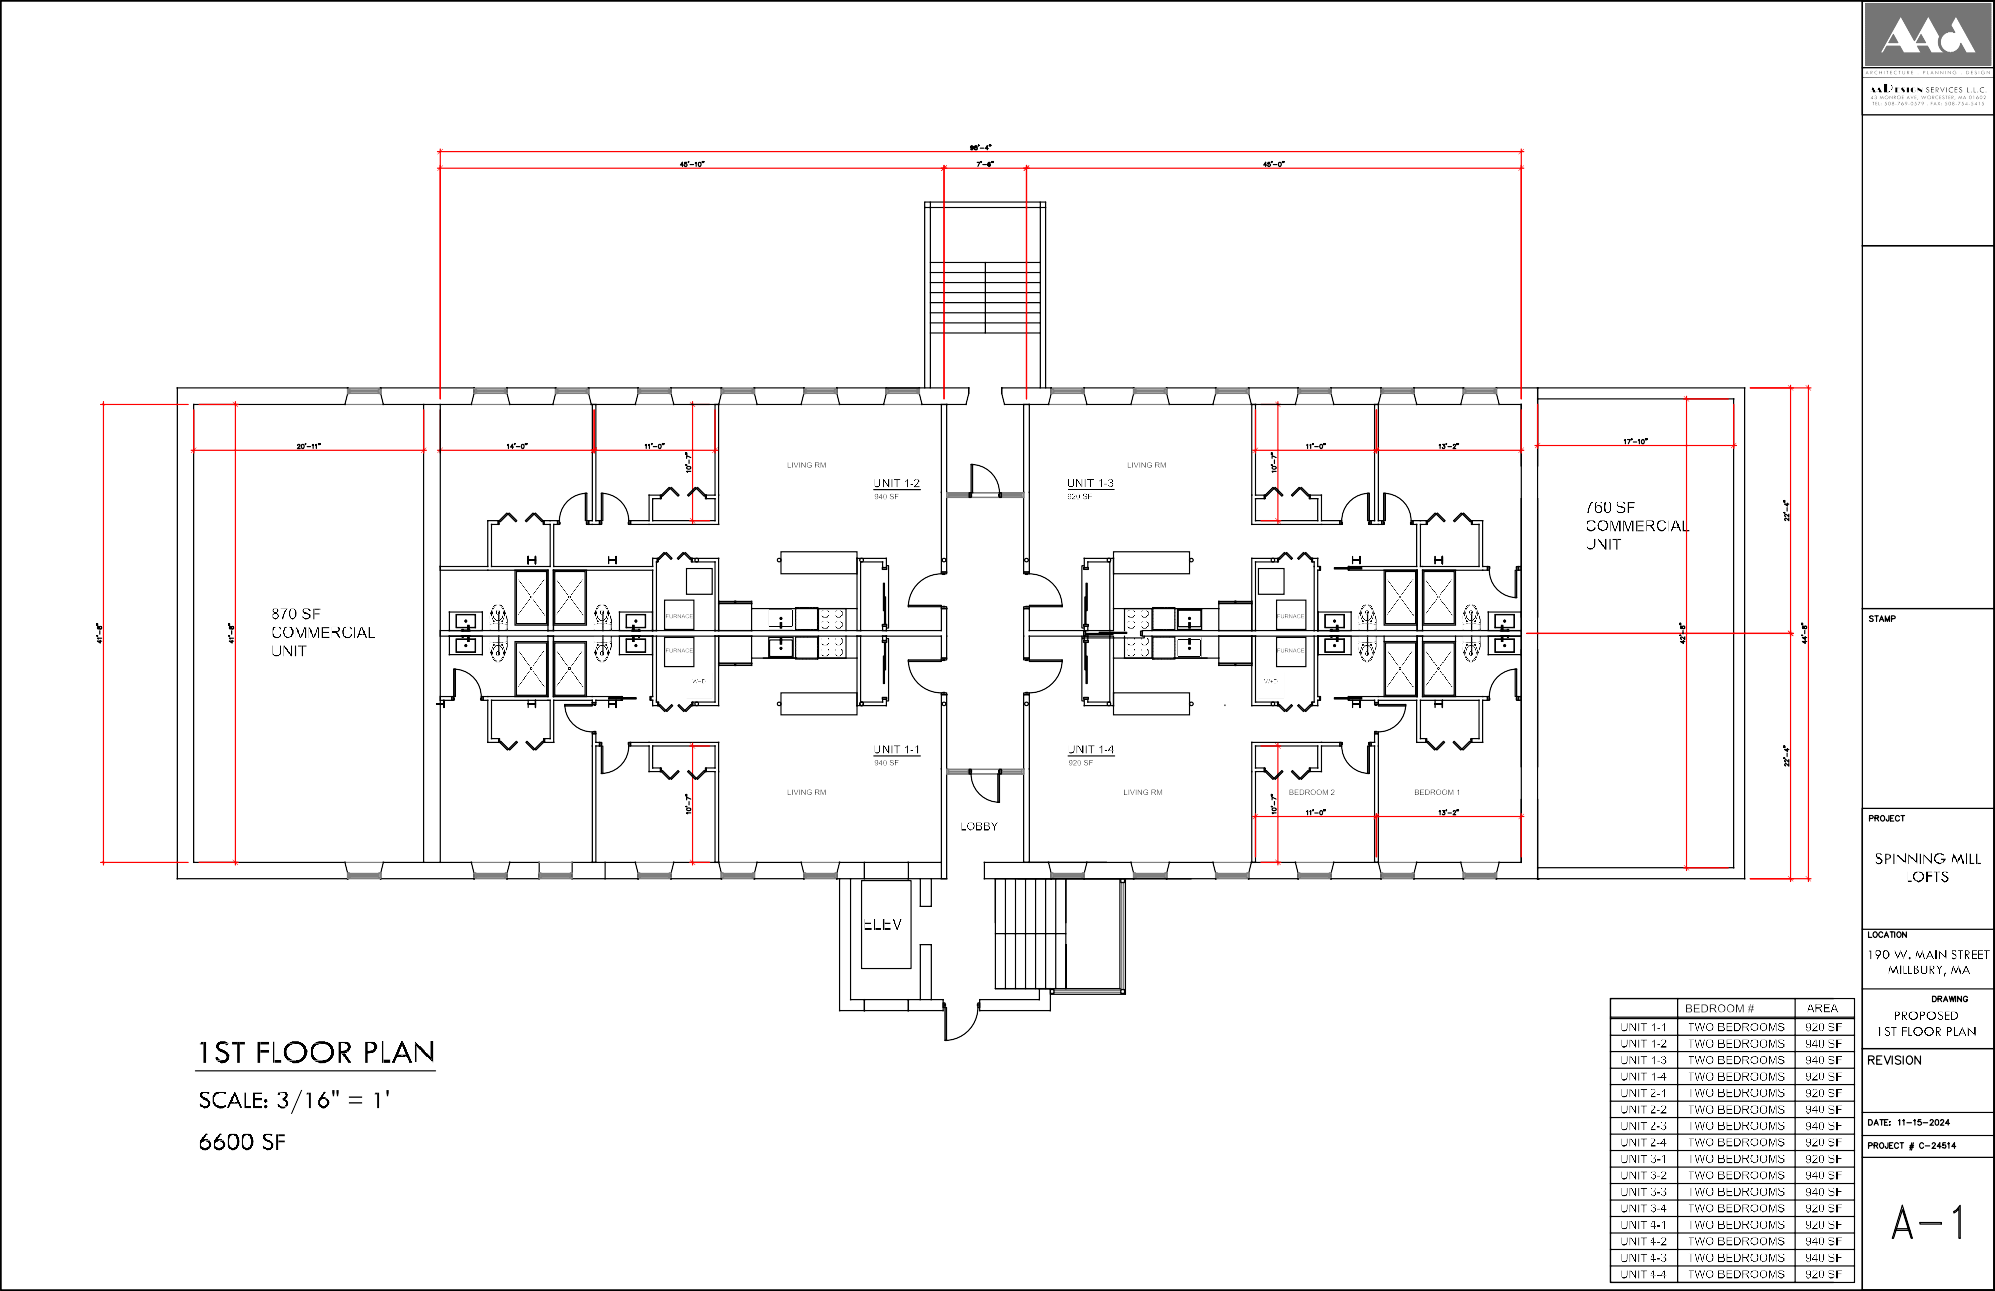 AAd
ARCHITECTURE PLANNING DESIGN
AADESIGN SERVICES L.L.C.
43 MONROE AVE, WORCESTER, MA 01602
98'-4"
7'-6"
45'-0"
20'-11"
14'-0"
11'-0"
10'-7"
LIVING RM
UNIT 1-2
940 SF
LIVING RM
UNIT 1-3
920 SF
11'-0"
10'-7"
13'-2"
17'-10"
760 SF
COMMERCIAL
UNIT
22'-4"
870 SF
COMMERCIAL
UNIT
41'-8"
41'-8"
FURNACE
FURNACE
FURNACE
FURNACE
42'-8"
44'-8"
UNIT 1-1
940 SF
LIVING RM
10'-7"
UNIT 1-4
920 SF
LIVING RM
10'-7"
BEDROOM 2
BEDROOM 1
11'-0"
13'-2"
22'-4"
LOBBY
ELEV
1ST FLOOR PLAN
SCALE: 3/16" = 1'
6600 SF
BEDROOM # AREA
UNIT 1-1 TWO BEDROOMS 920 SF
UNIT 1-2 TWO BEDROOMS 940 SF
UNIT 1-3 TWO BEDROOMS 940 SF
UNIT 1-4 TWO BEDROOMS 920 SF
UNIT 2-1 TWO BEDROOMS 920 SF
UNIT 2-2 TWO BEDROOMS 940 SF
UNIT 2-3 TWO BEDROOMS 940 SF
UNIT 2-4 TWO BEDROOMS 920 SF
UNIT 3-1 TWO BEDROOMS 920 SF
UNIT 3-2 TWO BEDROOMS 940 SF
UNIT 3-3 TWO BEDROOMS 940 SF
UNIT 3-4 TWO BEDROOMS 920 SF
UNIT 4-1 TWO BEDROOMS 920 SF
UNIT 4-2 TWO BEDROOMS 940 SF
UNIT 4-3 TWO BEDROOMS 940 SF
UNIT 4-4 TWO BEDROOMS 920 SF
STAMP
PROJECT
SPINNING MILL
LOFTS
LOCATION
190 W. MAIN STREET
MILLBURY, MA
DRAWING
PROPOSED
1ST FLOOR PLAN
REVISION
DATE: 11-15-2024
PROJECT # C-24514
A-1